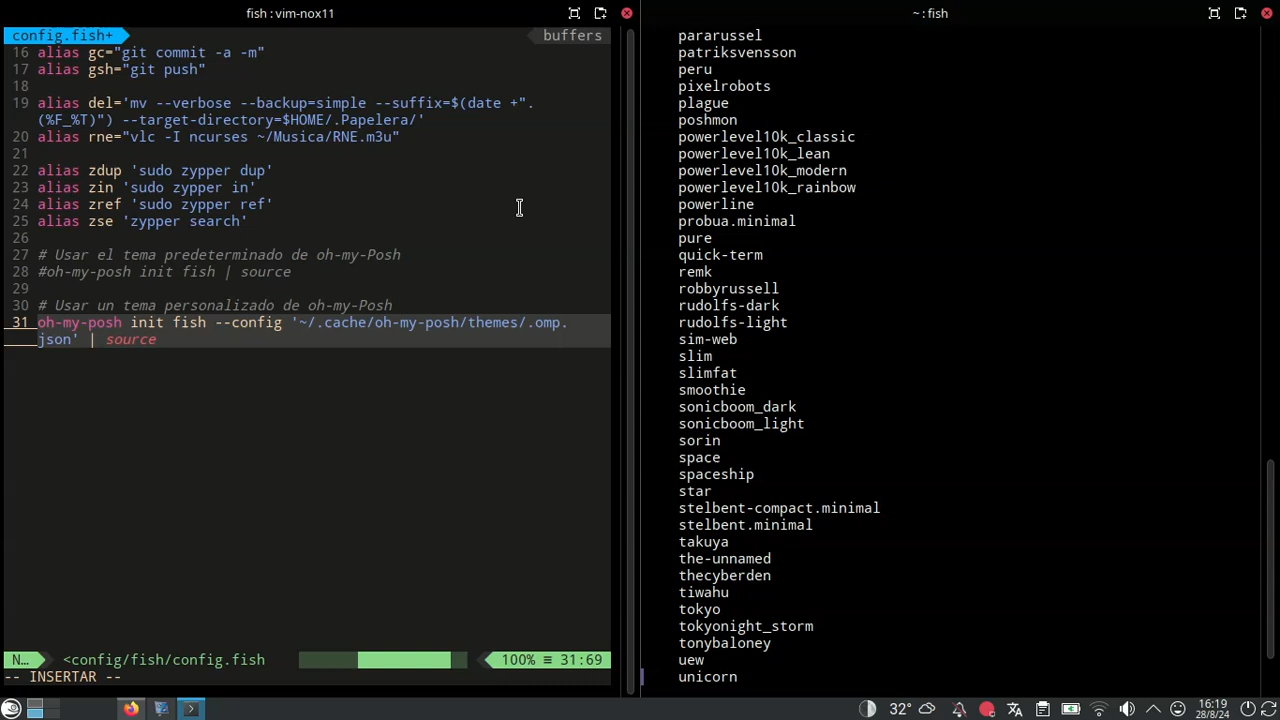 fish : vim-nox11
~ : fish
config.fish+
buffers
16 alias gc="git commit -a -m"
17 alias gsh="git push"
18
19 alias del='mv --verbose --backup=simple --suffix=$(date +".
(%F_%T)") --target-directory=$HOME/.Papelera/'
20 alias rne="vlc -I ncurses ~/Musica/RNE.m3u"
21
22 alias zdup 'sudo zypper dup'
23 alias zin 'sudo zypper in'
24 alias zref 'sudo zypper ref'
25 alias zse 'zypper search'
26
27 # Usar el tema predeterminado de oh-my-Posh
28 #oh-my-posh init fish | source
29
30 # Usar un tema personalizado de oh-my-Posh
31 oh-my-posh init fish --config '~/.cache/oh-my-posh/themes/.omp.
json' | source
N… <config/fish/config.fish 100% ≡ 31:69
-- INSERTAR --
pararussel
patriksvensson
peru
pixelrobots
plague
poshmon
powerlevel10k_classic
powerlevel10k_lean
powerlevel10k_modern
powerlevel10k_rainbow
powerline
probua.minimal
pure
quick-term
remk
robbyrussell
rudolfs-dark
rudolfs-light
sim-web
slim
slimfat
smoothie
sonicboom_dark
sonicboom_light
sorin
space
spaceship
star
stelbent-compact.minimal
stelbent.minimal
takuya
the-unnamed
thecyberden
tiwahu
tokyo
tokyonight_storm
tonybaloney
uew
unicorn
32°
16:19
28/8/24